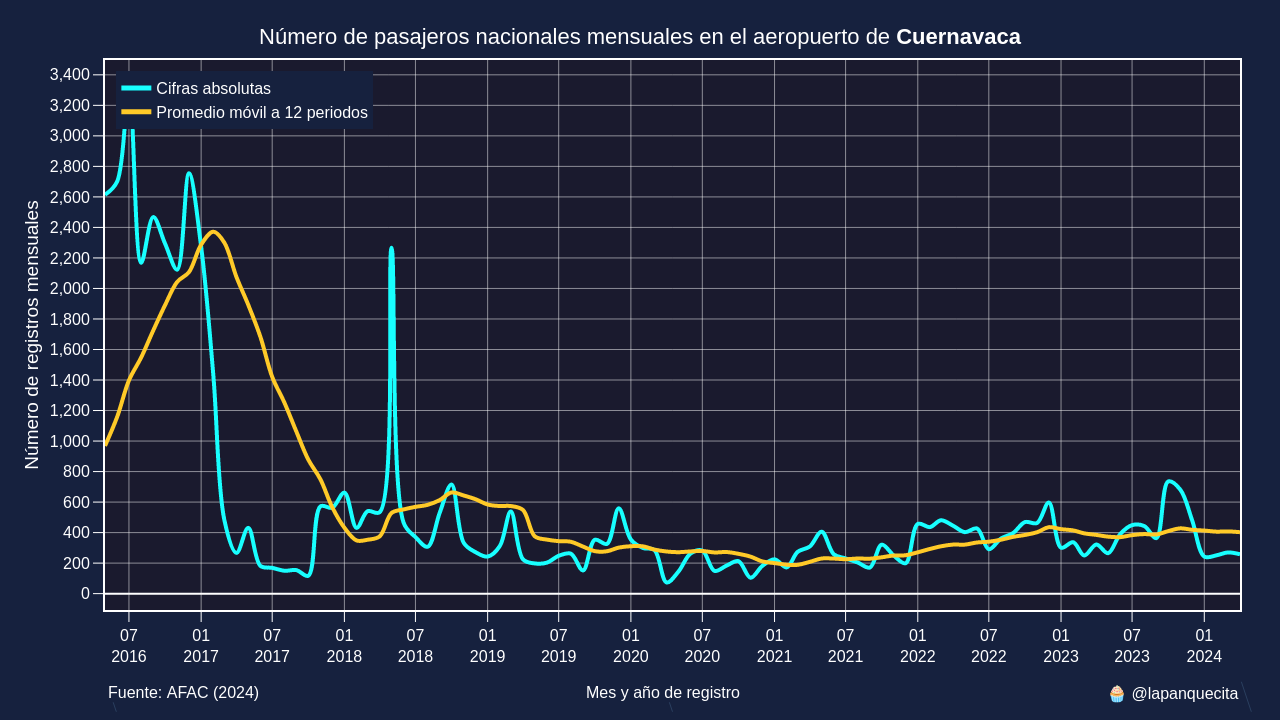 Número de pasajeros nacionales mensuales en el aeropuerto de Cuernavaca
Cifras absolutas
Promedio móvil a 12 periodos
Número de registros mensuales
3,400
3,200
3,000
2,800
2,600
2,400
2,200
2,000
1,800
1,600
1,400
1,200
1,000
800
600
400
200
0
07 01 07 01 07 01 07 01 07 01 07 01 07 01 07 01
2016 2017 2017 2018 2018 2019 2019 2020 2020 2021 2021 2022 2022 2023 2023 2024
Fuente: AFAC (2024) Mes y año de registro 🧁 @lapanquecita